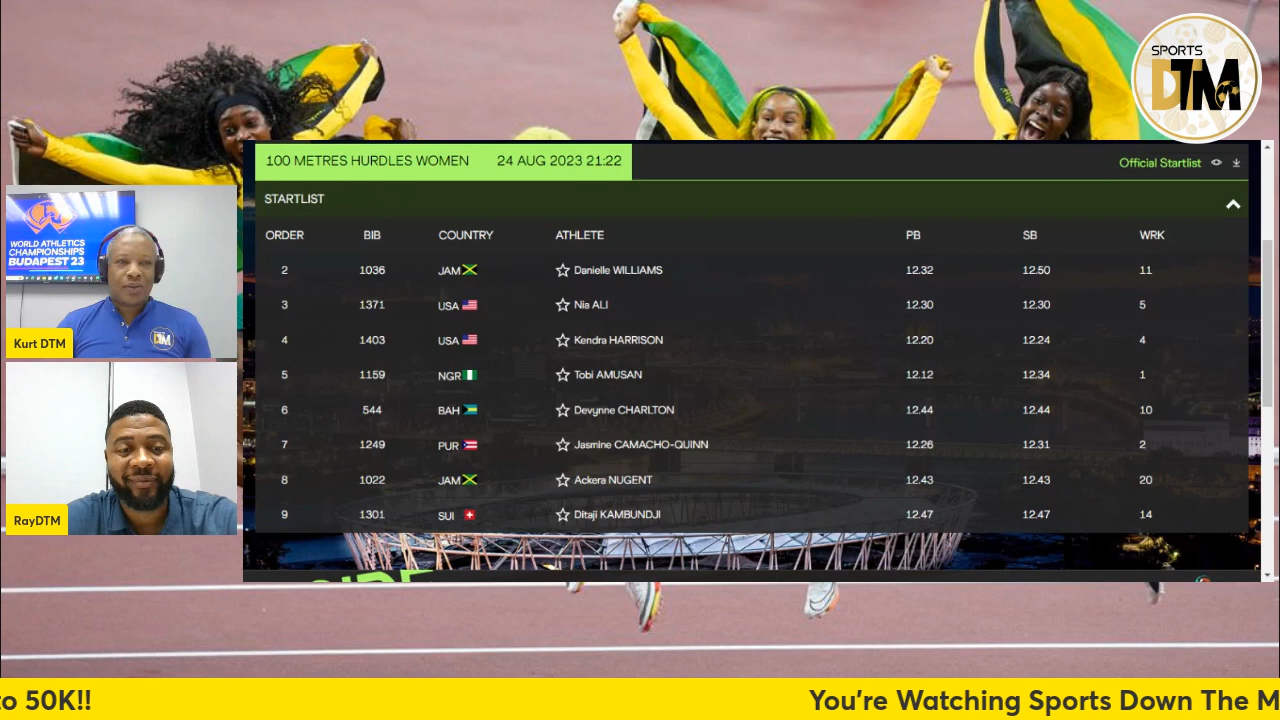 SPORTS
DTM
100 METRES HURDLES WOMEN 24 AUG 2023 21:22
Official Startlist
STARTLIST
ORDER BIB COUNTRY ATHLETE PB SB WRK
2 1036 JAM Danielle WILLIAMS 12.32 12.50 11
3 1371 USA Nia ALI 12.30 12.30 5
4 1403 USA Kendra HARRISON 12.20 12.24 4
5 1159 NGR Tobi AMUSAN 12.12 12.34 1
6 544 BAH Devynne CHARLTON 12.44 12.44 10
7 1249 PUR Jasmine CAMACHO-QUINN 12.26 12.31 2
8 1022 JAM Ackera NUGENT 12.43 12.43 20
9 1301 SUI Ditaji KAMBUNDJI 12.47 12.47 14
WORLD ATHLETICS
CHAMPIONSHIPS
BUDAPEST 23
DTM
Kurt DTM
RayDTM
to 50K!! You're Watching Sports Down The M